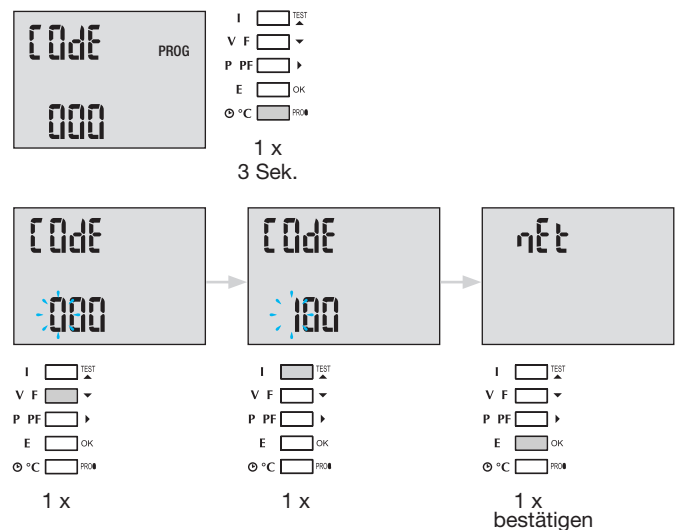 CodE PROG
000
I TEST
V F
P PF
E OK
°C PROG
1 x
3 Sek.
CodE
000
I TEST
V F
P PF
E OK
°C PROG
1 x
CodE
100
I TEST
V F
P PF
E OK
°C PROG
1 x
nEt
I TEST
V F
P PF
E OK
°C PROG
1 x
bestätigen